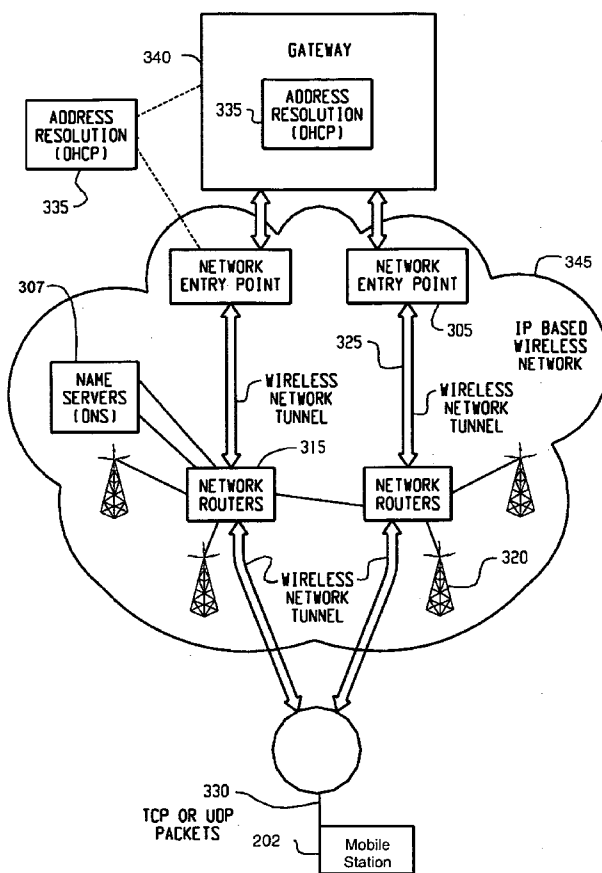 340
GATEWAY
335
ADDRESS
RESOLUTION
(DHCP)
ADDRESS
RESOLUTION
(DHCP)
335
NETWORK
ENTRY POINT
NETWORK
ENTRY POINT
345
307
305
325
IP BASED
WIRELESS
NETWORK
NAME
SERVERS
(DNS)
WIRELESS
NETWORK
TUNNEL
WIRELESS
NETWORK
TUNNEL
315
NETWORK
ROUTERS
NETWORK
ROUTERS
WIRELESS
NETWORK
TUNNEL
320
330
TCP OR UDP
PACKETS
202
Mobile
Station